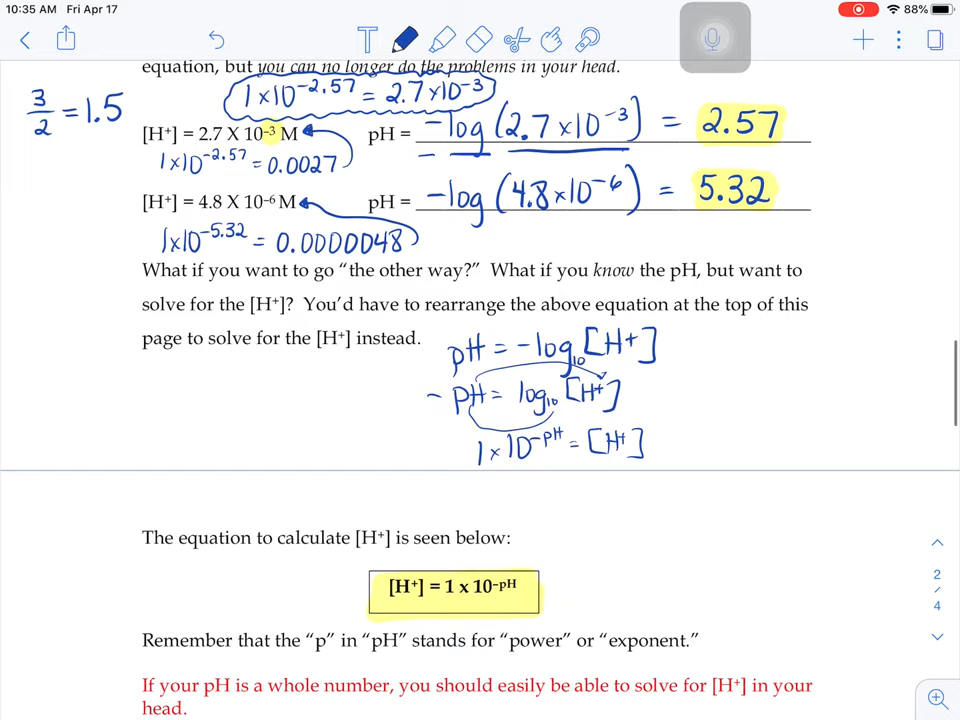 10:35 AM Fri Apr 17
88%
T
equation, but you can no longer do the problems in your head.
1 x 10^-2.57 = 2.7 x 10^-3
3/2 = 1.5
[H+] = 2.7 X 10^-3 M pH = -log (2.7 x 10^-3) = 2.57
1 x 10^-2.57 = 0.0027
[H+] = 4.8 X 10^-6 M pH = -log (4.8 x 10^-6) = 5.32
1x10^-5.32 = 0.0000048
What if you want to go “the other way?” What if you know the pH, but want to
solve for the [H+]? You’d have to rearrange the above equation at the top of this
page to solve for the [H+] instead.
pH = -log₁₀ [H+]
- pH = log₁₀ [H+]
1 x 10^-pH = [H+]
The equation to calculate [H+] is seen below:
[H+] = 1 x 10^-pH
Remember that the “p” in “pH” stands for “power” or “exponent.”
If your pH is a whole number, you should easily be able to solve for [H+] in your
head.
2
/
4